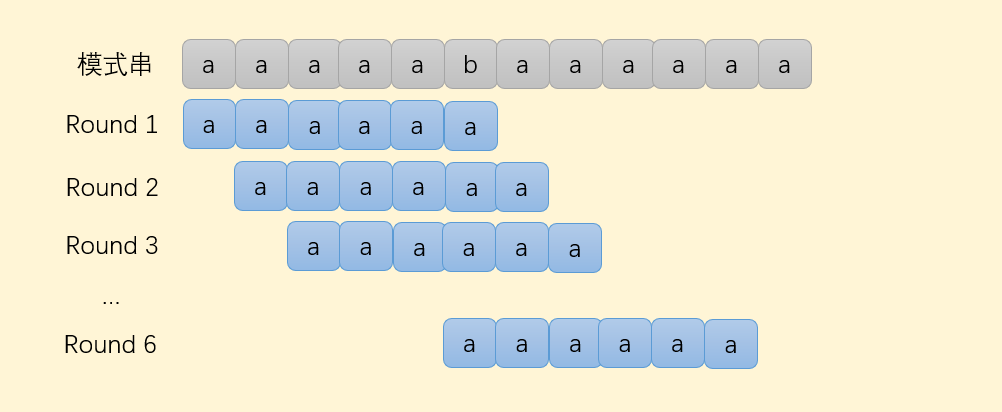 模式串 a a a a a b a a a a a a
Round 1 a a a a a a
Round 2 a a a a a a
Round 3 a a a a a a
...
Round 6 a a a a a a